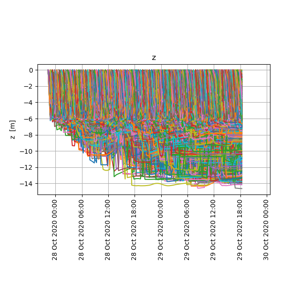 z
0
−2
−4
−6
−8
−10
−12
−14
z [m]
28 Oct 2020 00:00
28 Oct 2020 06:00
28 Oct 2020 12:00
28 Oct 2020 18:00
29 Oct 2020 00:00
29 Oct 2020 06:00
29 Oct 2020 12:00
29 Oct 2020 18:00
30 Oct 2020 00:00